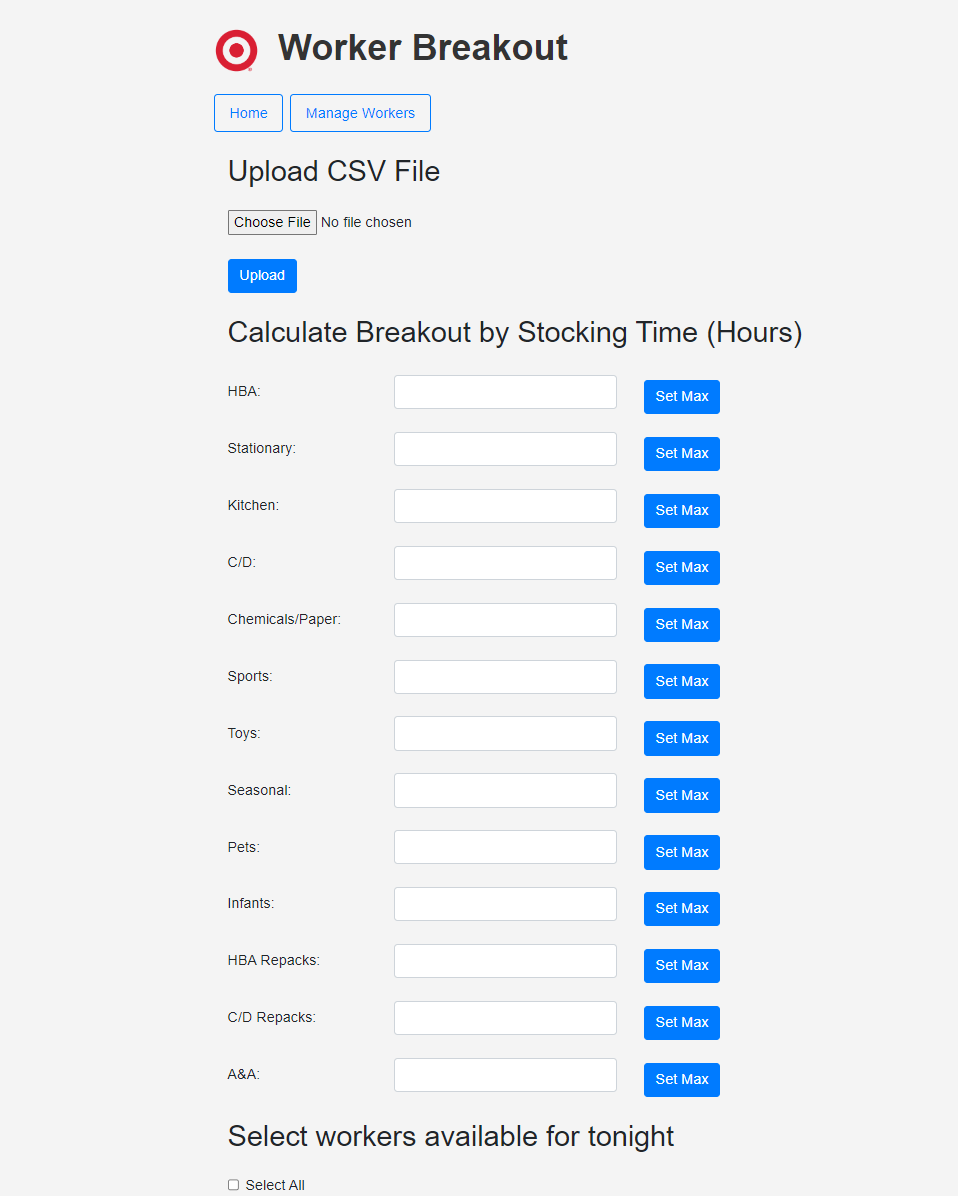 Worker Breakout
Home Manage Workers
Upload CSV File
Choose File No file chosen
Upload
Calculate Breakout by Stocking Time (Hours)
HBA: Set Max
Stationary: Set Max
Kitchen: Set Max
C/D: Set Max
Chemicals/Paper: Set Max
Sports: Set Max
Toys: Set Max
Seasonal: Set Max
Pets: Set Max
Infants: Set Max
HBA Repacks: Set Max
C/D Repacks: Set Max
A&A: Set Max
Select workers available for tonight
Select All